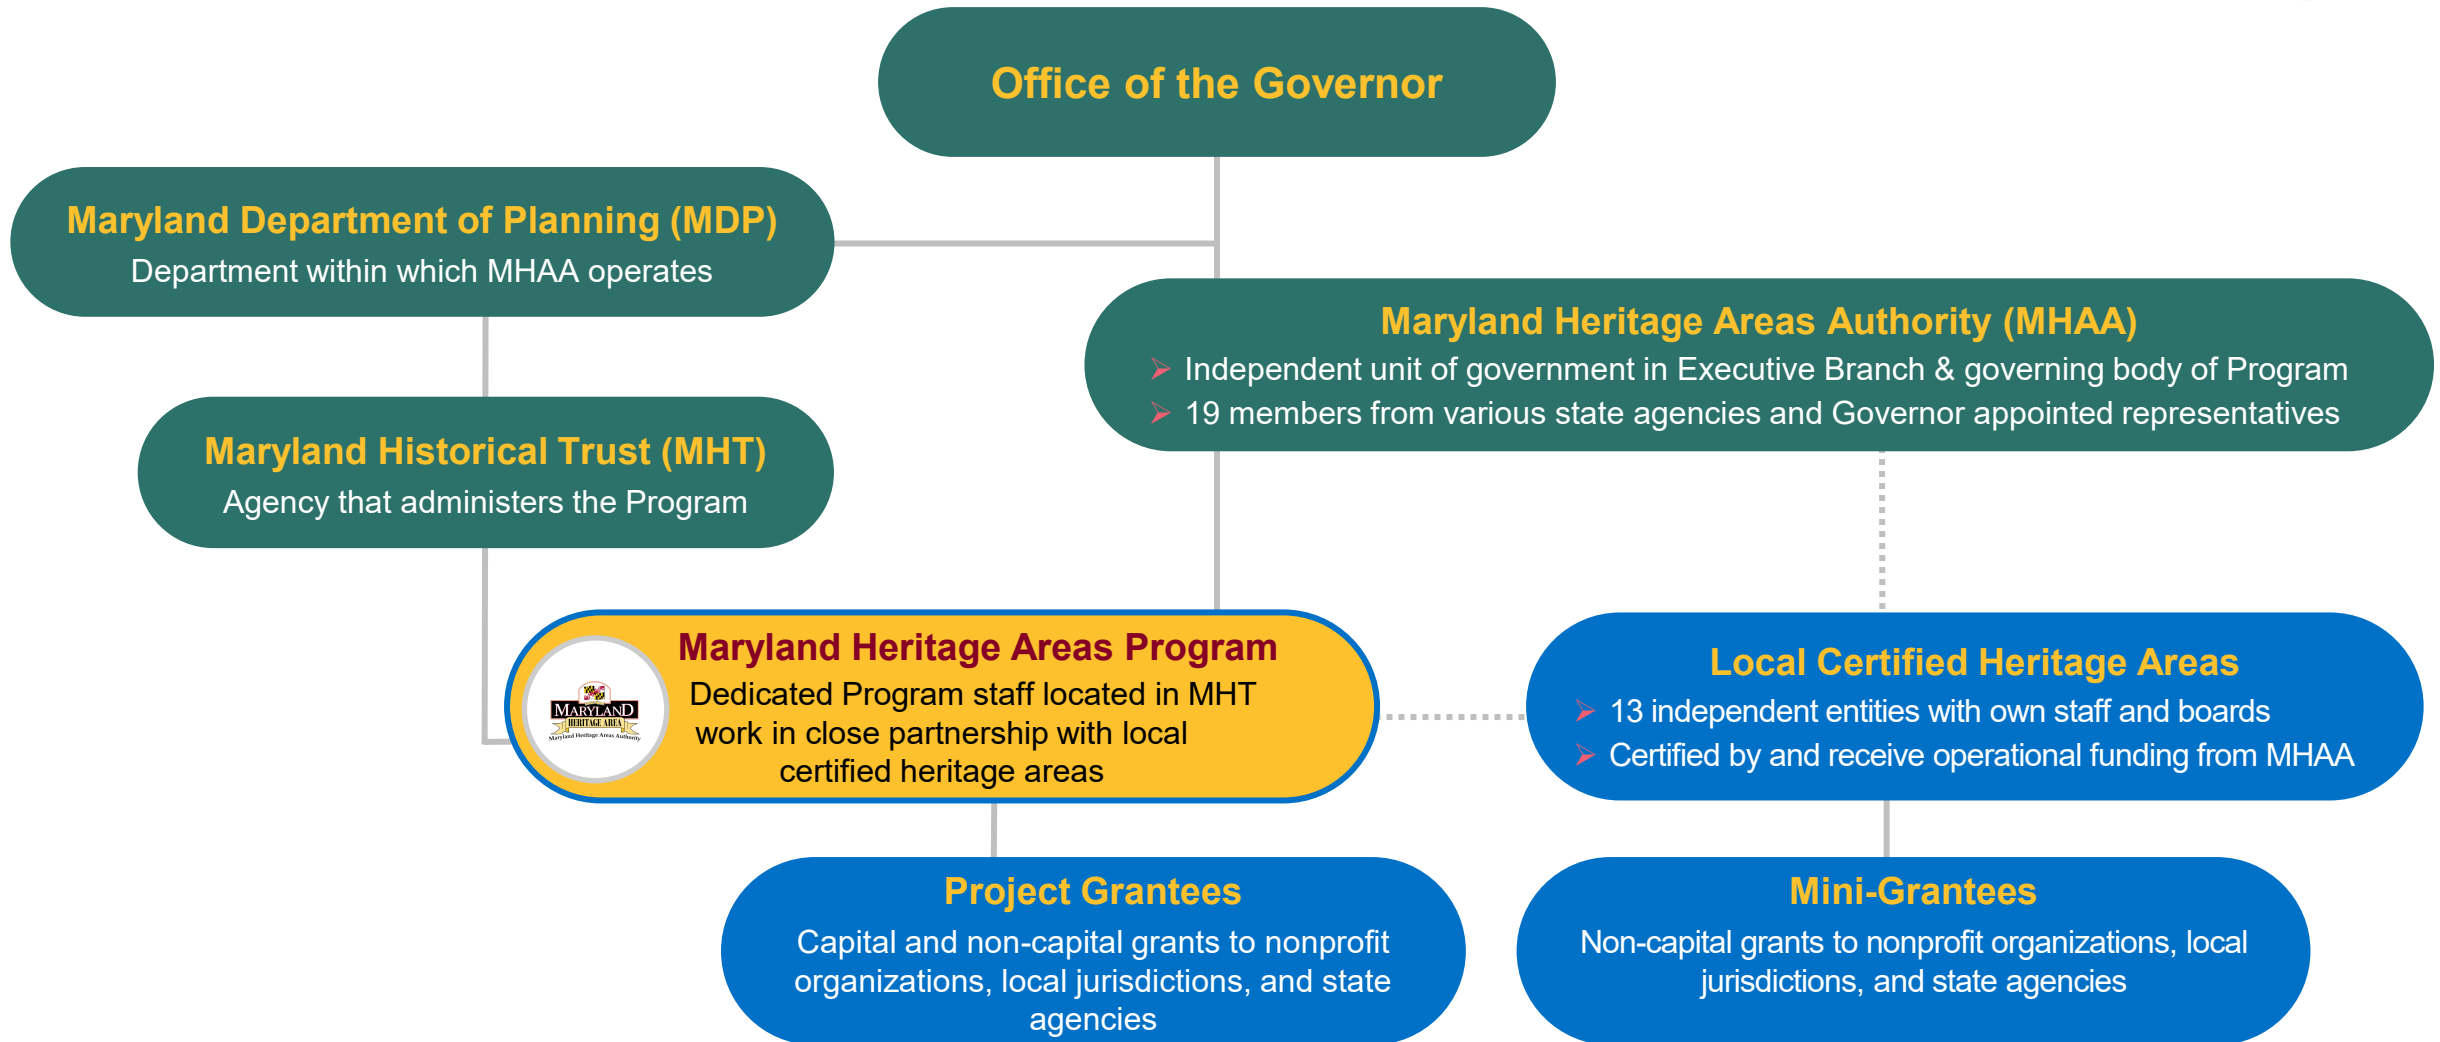 Office of the Governor
Maryland Department of Planning (MDP)
Department within which MHAA operates
Maryland Heritage Areas Authority (MHAA)
➢ Independent unit of government in Executive Branch & governing body of Program
➢ 19 members from various state agencies and Governor appointed representatives
Maryland Historical Trust (MHT)
Agency that administers the Program
MARYLAND
HERITAGE AREA
Maryland Heritage Areas Authority
Maryland Heritage Areas Program
Dedicated Program staff located in MHT
work in close partnership with local
certified heritage areas
Local Certified Heritage Areas
➢ 13 independent entities with own staff and boards
➢ Certified by and receive operational funding from MHAA
Project Grantees
Capital and non-capital grants to nonprofit
organizations, local jurisdictions, and state
agencies
Mini-Grantees
Non-capital grants to nonprofit organizations, local
jurisdictions, and state agencies